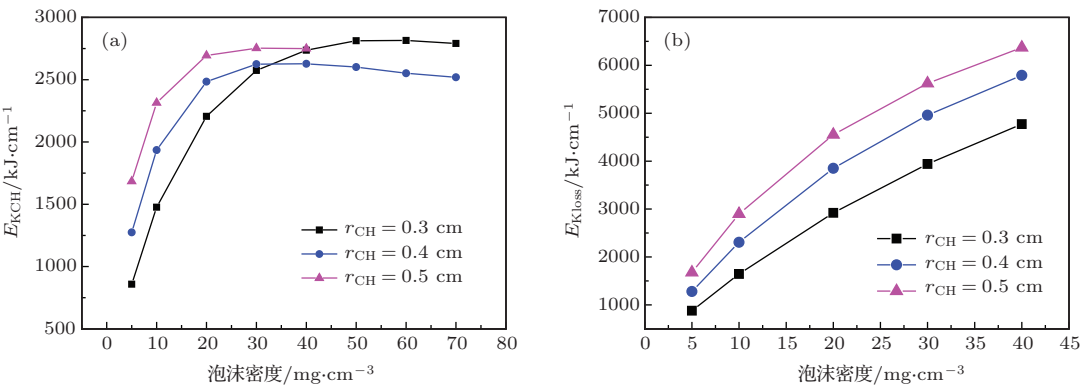 (a)
3000
2500
2000
1500
1000
500
E_KCH/kJ·cm⁻¹
r_CH = 0.3 cm
r_CH = 0.4 cm
r_CH = 0.5 cm
0 10 20 30 40 50 60 70 80
泡沫密度/mg·cm⁻³
(b)
7000
6000
5000
4000
3000
2000
1000
E_Kloss/kJ·cm⁻¹
r_CH = 0.3 cm
r_CH = 0.4 cm
r_CH = 0.5 cm
0 5 10 15 20 25 30 35 40 45
泡沫密度/mg·cm⁻³